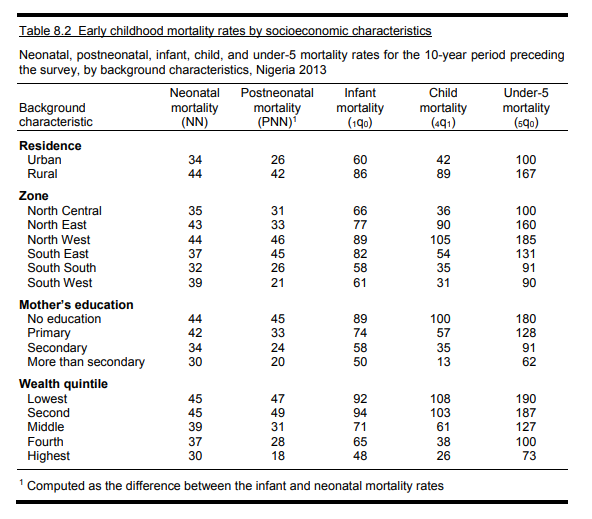 Table 8.2 Early childhood mortality rates by socioeconomic characteristics
Neonatal, postneonatal, infant, child, and under-5 mortality rates for the 10-year period preceding
the survey, by background characteristics, Nigeria 2013
Background characteristic | Neonatal mortality (NN) | Postneonatal mortality (PNN)¹ | Infant mortality (₁q₀) | Child mortality (₄q₁) | Under-5 mortality (₅q₀)
Residence
Urban 34 26 60 42 100
Rural 44 42 86 89 167
Zone
North Central 35 31 66 36 100
North East 43 33 77 90 160
North West 44 46 89 105 185
South East 37 45 82 54 131
South South 32 26 58 35 91
South West 39 21 61 31 90
Mother's education
No education 44 45 89 100 180
Primary 42 33 74 57 128
Secondary 34 24 58 35 91
More than secondary 30 20 50 13 62
Wealth quintile
Lowest 45 47 92 108 190
Second 45 49 94 103 187
Middle 39 31 71 61 127
Fourth 37 28 65 38 100
Highest 30 18 48 26 73
¹ Computed as the difference between the infant and neonatal mortality rates